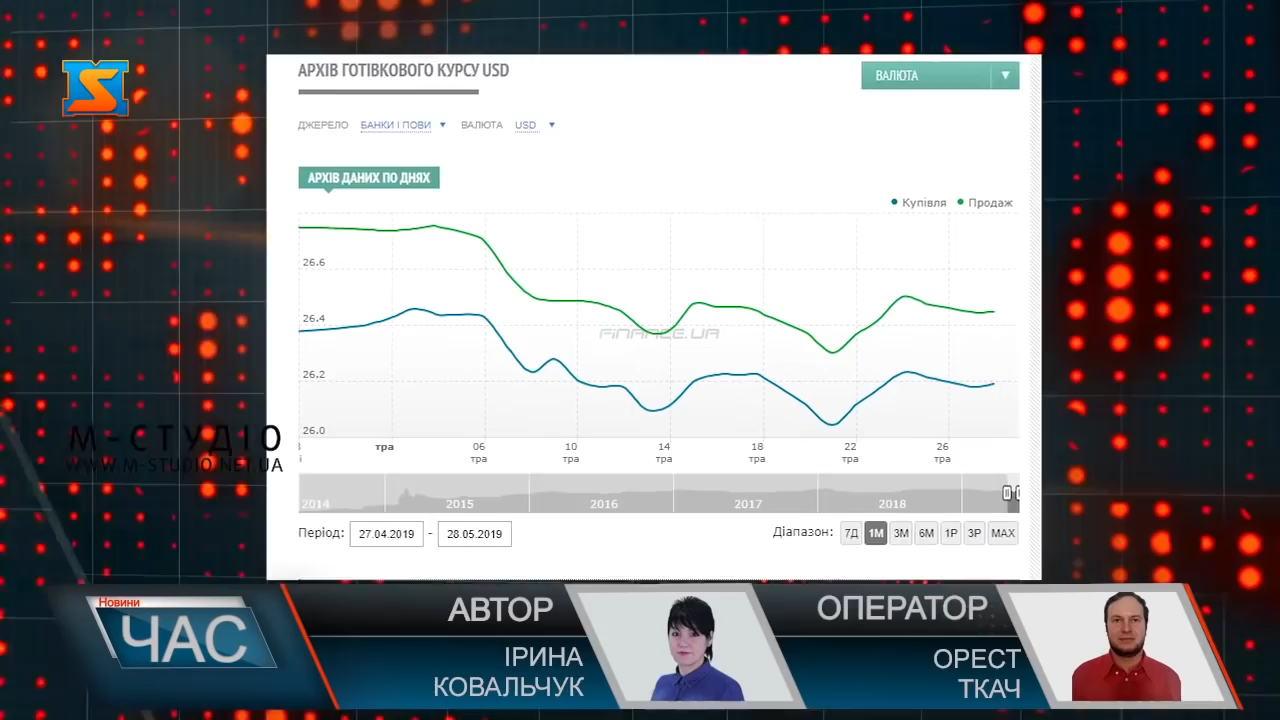 АРХІВ ГОТІВКОВОГО КУРСУ USD
ВАЛЮТА ▼
ДЖЕРЕЛО БАНКИ І ПОВИ ▼ ВАЛЮТА USD ▼
АРХІВ ДАНИХ ПО ДНЯХ
Купівля Продаж
26.6
26.4
FINANCE.UA
26.2
26.0
М-СТУДІО
WWW.M-STUDIO.NET.UA
тра 06 тра 10 тра 14 тра 18 тра 22 тра 26 тра
2014 2015 2016 2017 2018
Період: 27.04.2019 - 28.05.2019
Діапазон: 7Д 1М 3М 6М 1Р 3Р MAX
Новини
ЧАС
АВТОР
ІРИНА
КОВАЛЬЧУК
ОПЕРАТОР
ОРЕСТ
ТКАЧ